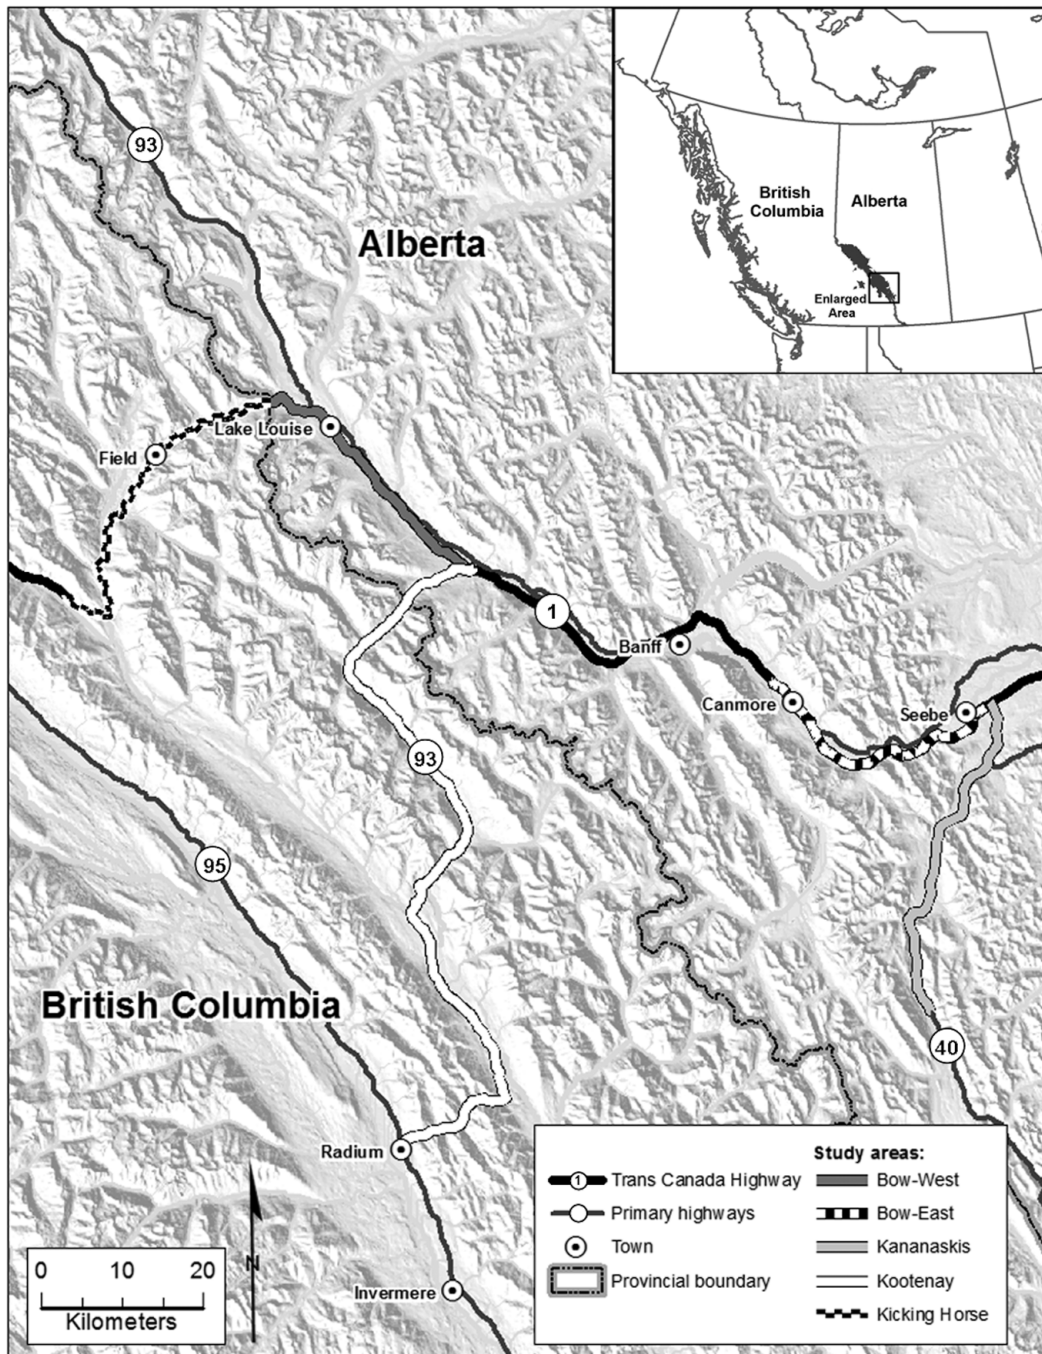 93
Alberta
British
Columbia
Alberta
Enlarged
Area
Lake Louise
Field
1
Banff
Canmore
Seebe
93
95
British Columbia
40
Radium
Invermere
N
0 10 20
Kilometers
1 Trans Canada Highway
Primary highways
Town
Provincial boundary
Study areas:
Bow-West
Bow-East
Kananaskis
Kootenay
Kicking Horse